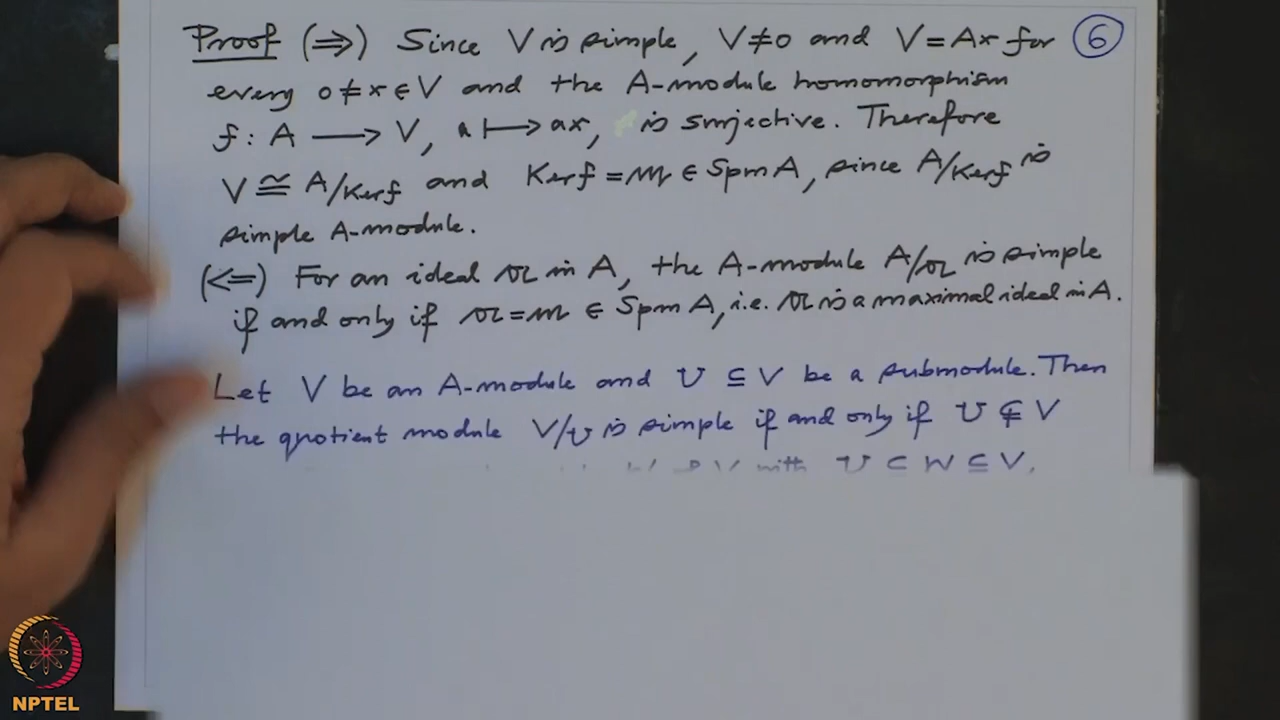 Proof (⇒) Since V is simple, V ≠ 0 and V = Ax for ⑥
every 0 ≠ x ∈ V and the A-module homomorphism
f : A ⟶ V, a ⟼ ax, is surjective. Therefore
V ≅ A/Kerf and Kerf = 𝔪 ∈ Spm A, since A/Kerf is
simple A-module.
(<=) For an ideal 𝔞 in A, the A-module A/𝔞 is simple
if and only if 𝔞 = 𝔪 ∈ Spm A, i.e. 𝔞 is a maximal ideal in A.
Let V be an A-module and U ⊆ V be a submodule. Then
the quotient module V/U is simple if and only if U ⊊ V
V with U ⊆ W ⊆ V.
NPTEL